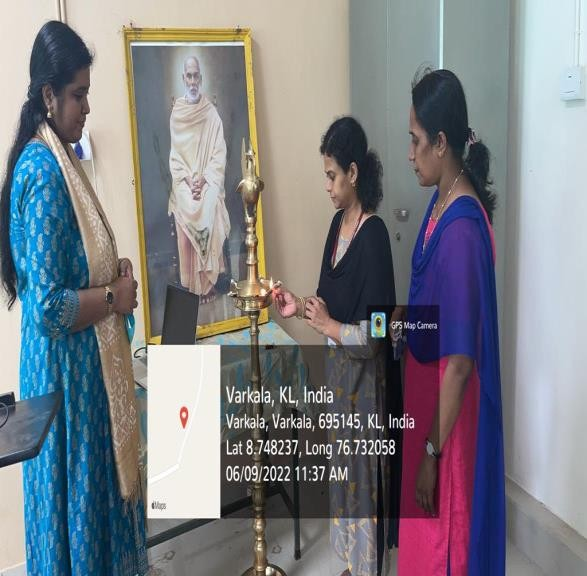 GPS Map Camera
Varkala, KL, India
Varkala, Varkala, 695145, KL, India
Lat 8.748237, Long 76.732058
06/09/2022 11:37 AM
Maps